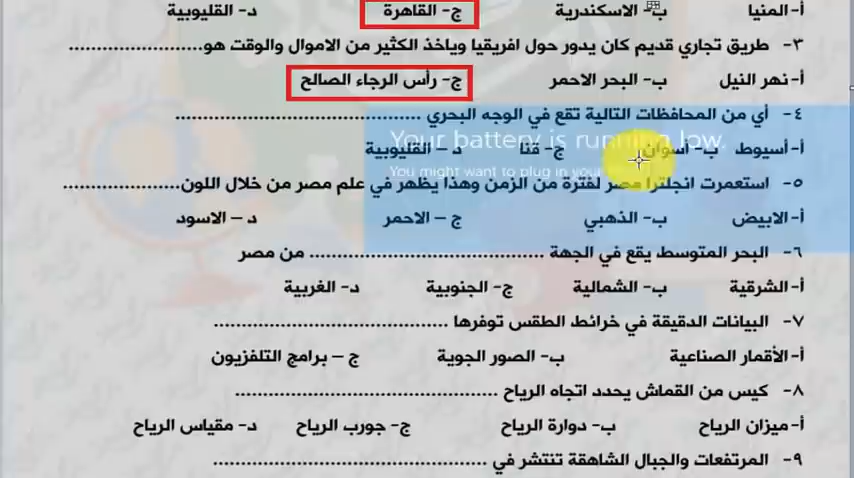 أ- المنيا ب- الاسكندرية ج- القاهرة د- القليوبية
٣- طريق تجاري قديم كان يدور حول افريقيا وياخذ الكثير من الاموال والوقت هو....................
أ- نهر النيل ب- البحر الاحمر ج- رأس الرجاء الصالح
٤- أي من المحافظات التالية تقع في الوجه البحري ........................................
Your battery is running low.
أ- أسيوط ب- أسوان ج- قنا د – القليوبية
You might want to plug in your
٥- استعمرت انجلترا مصر لفترة من الزمن وهذا يظهر في علم مصر من خلال اللون....................
أ- الابيض ب- الذهبي ج – الاحمر د – الاسود
٦- البحر المتوسط يقع في الجهة ........................................ من مصر
أ- الشرقية ب- الشمالية ج- الجنوبية د- الغربية
٧- البيانات الدقيقة في خرائط الطقس توفرها ........................................
أ- الأقمار الصناعية ب- الصور الجوية ج – برامج التلفزيون
٨- كيس من القماش يحدد اتجاه الرياح ........................................
أ- ميزان الرياح ب- دوارة الرياح ج- جورب الرياح د- مقياس الرياح
٩- المرتفعات والجبال الشاهقة تنتشر في ........................................